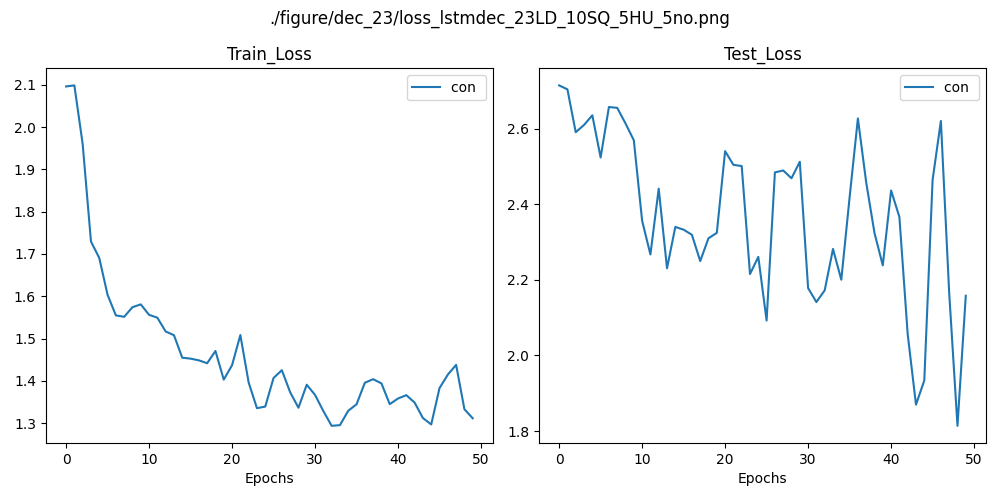 ./figure/dec_23/loss_lstmdec_23LD_10SQ_5HU_5no.png
Train_Loss
con
2.1
2.0
1.9
1.8
1.7
1.6
1.5
1.4
1.3
0 10 20 30 40 50
Epochs
Test_Loss
con
2.6
2.4
2.2
2.0
1.8
0 10 20 30 40 50
Epochs